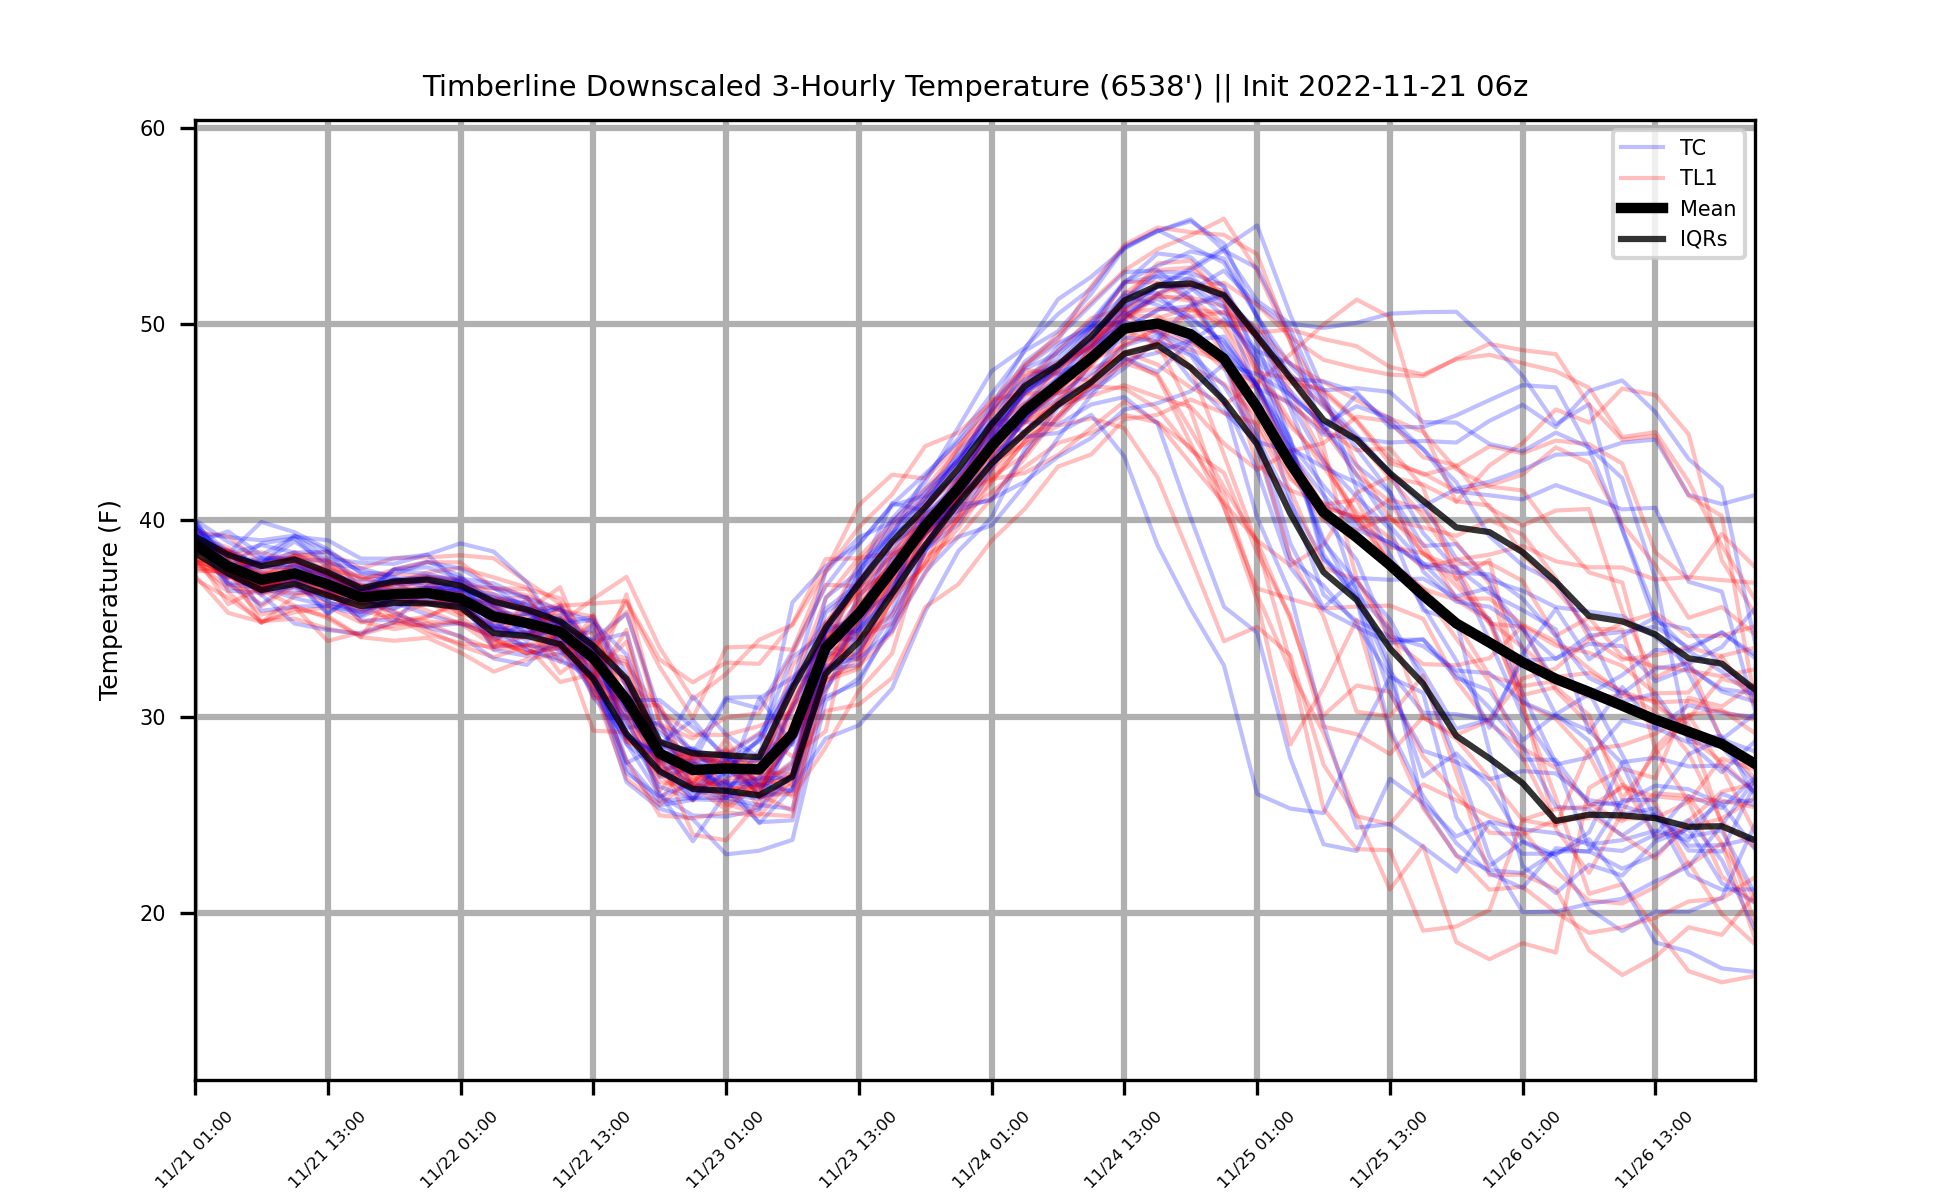 Timberline Downscaled 3-Hourly Temperature (6538') || Init 2022-11-21 06z
TC
TL1
Mean
IQRs
Temperature (F)
60
50
40
30
20
11/21 01:00
11/21 13:00
11/22 01:00
11/22 13:00
11/23 01:00
11/23 13:00
11/24 01:00
11/24 13:00
11/25 01:00
11/25 13:00
11/26 01:00
11/26 13:00